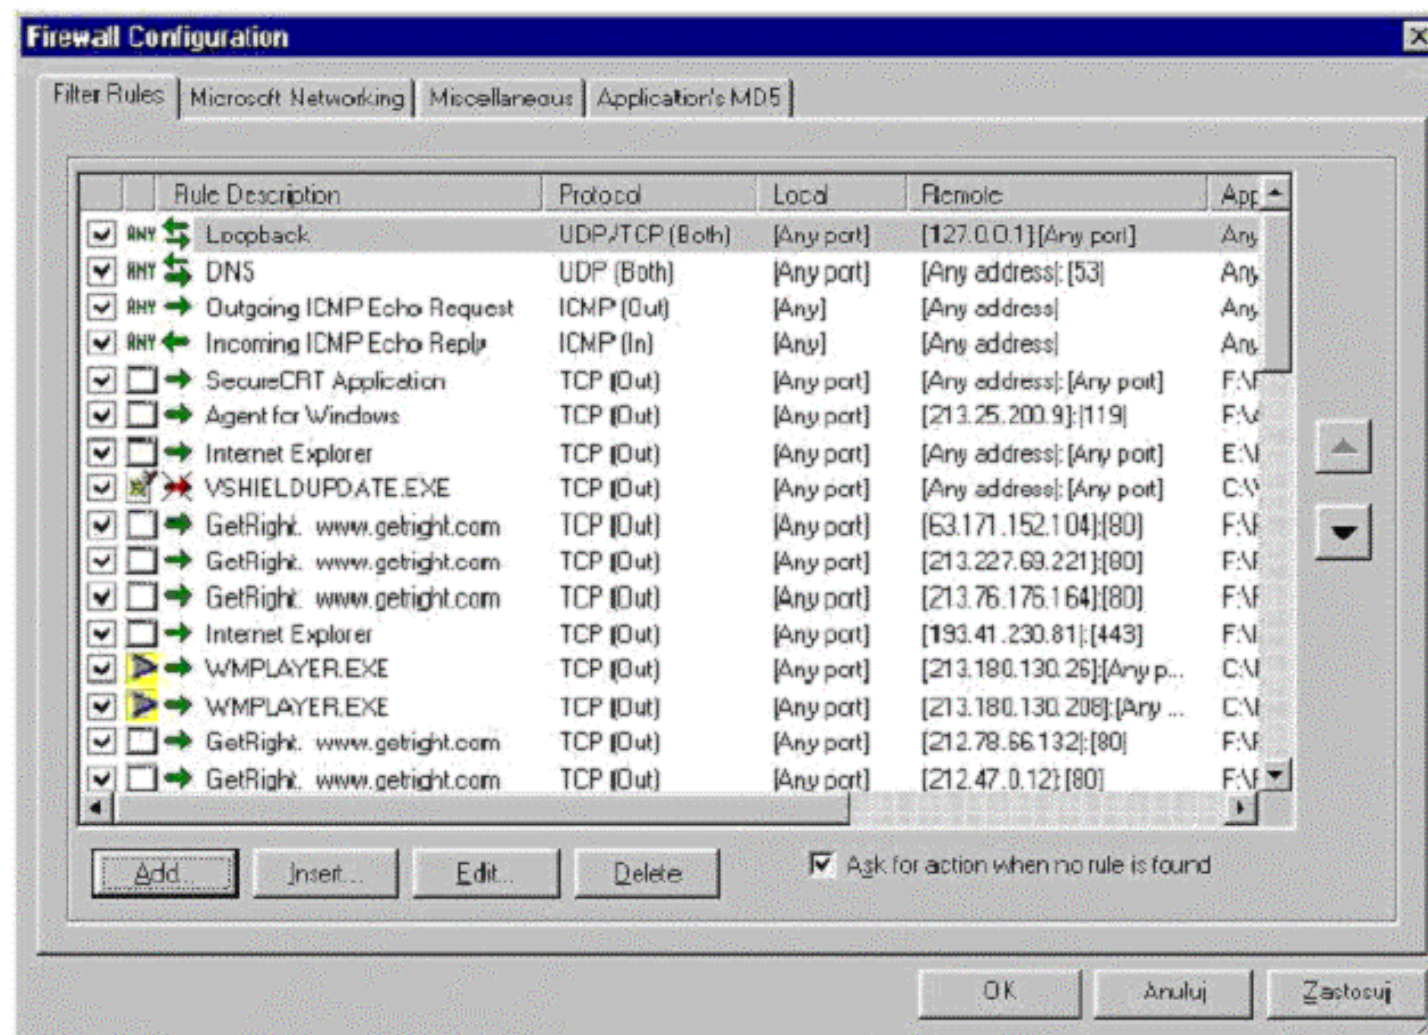 Firewall Configuration
Filter Rules Microsoft Networking Miscellaneous Application's MD5
Rule Description Protocol Local Remote App
ANY Loopback UDP/TCP (Both) [Any port] [127.0.0.1]:[Any port] Any
ANY DNS UDP (Both) [Any port] [Any address]: [53] Any
ANY Outgoing ICMP Echo Request ICMP (Out) [Any] [Any address] Any
ANY Incoming ICMP Echo Reply ICMP (In) [Any] [Any address] Any
SecureCRT Application TCP (Out) [Any port] [Any address]: [Any port]
Agent for Windows TCP (Out) [Any port] [213.25.200.9]:[119]
Internet Explorer TCP (Out) [Any port] [Any address]: [Any port]
VSHIELDUPDATE.EXE TCP (Out) [Any port] [Any address]: [Any port]
GetRight. www.getright.com TCP (Out) [Any port] [63.171.152.104]:[80]
GetRight. www.getright.com TCP (Out) [Any port] [213.227.69.221]:[80]
GetRight. www.getright.com TCP (Out) [Any port] [213.76.176.164]:[80]
Internet Explorer TCP (Out) [Any port] [193.41.230.81]:[443]
WMPLAYER.EXE TCP (Out) [Any port] [213.180.130.26]:[Any p...
WMPLAYER.EXE TCP (Out) [Any port] [213.180.130.208]:[Any ...
GetRight. www.getright.com TCP (Out) [Any port] [212.78.66.132]:[80]
GetRight. www.getright.com TCP (Out) [Any port] [212.47.0.12]:[80]
Add... Insert... Edit... Delete Ask for action when no rule is found
OK Anuluj Zastosuj